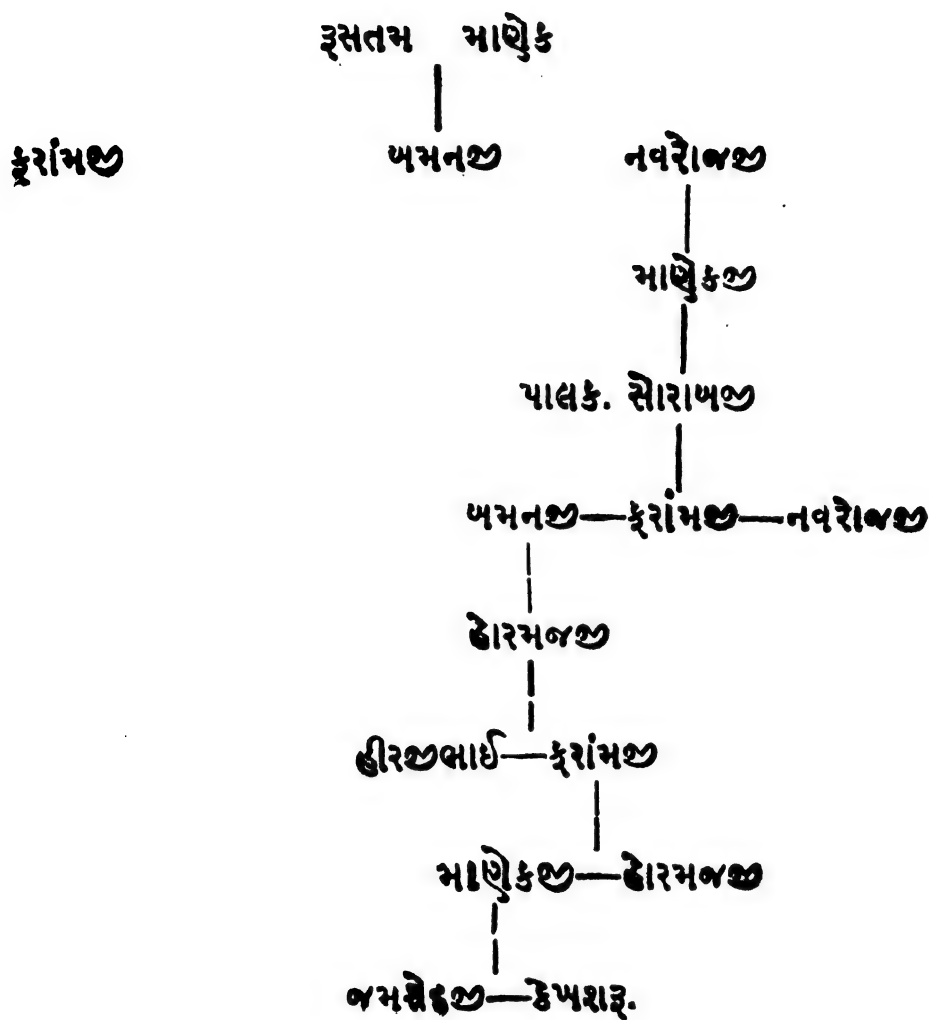 રૂસતમ માણેક
ફરાંમજી બમનજી નવરોજજી
માણેકજી
પાલક. સોરાબજી
બમનજી—ફરાંમજી—નવરોજજી
હોરમજજી
હીરજીભાઈ—ફરાંમજી
માણેકજી—હોરમજજી
જમશેદજી—કેખશરૂ.